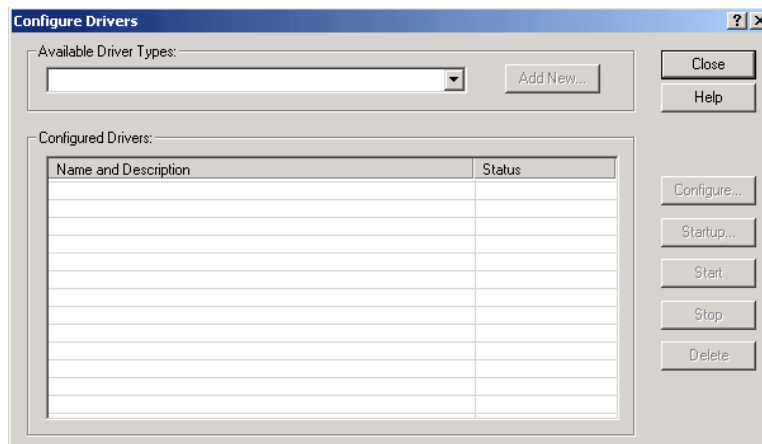 Configure Drivers
Available Driver Types:
Add New...
Close
Help
Configured Drivers:
Name and Description Status
Configure...
Startup...
Start
Stop
Delete